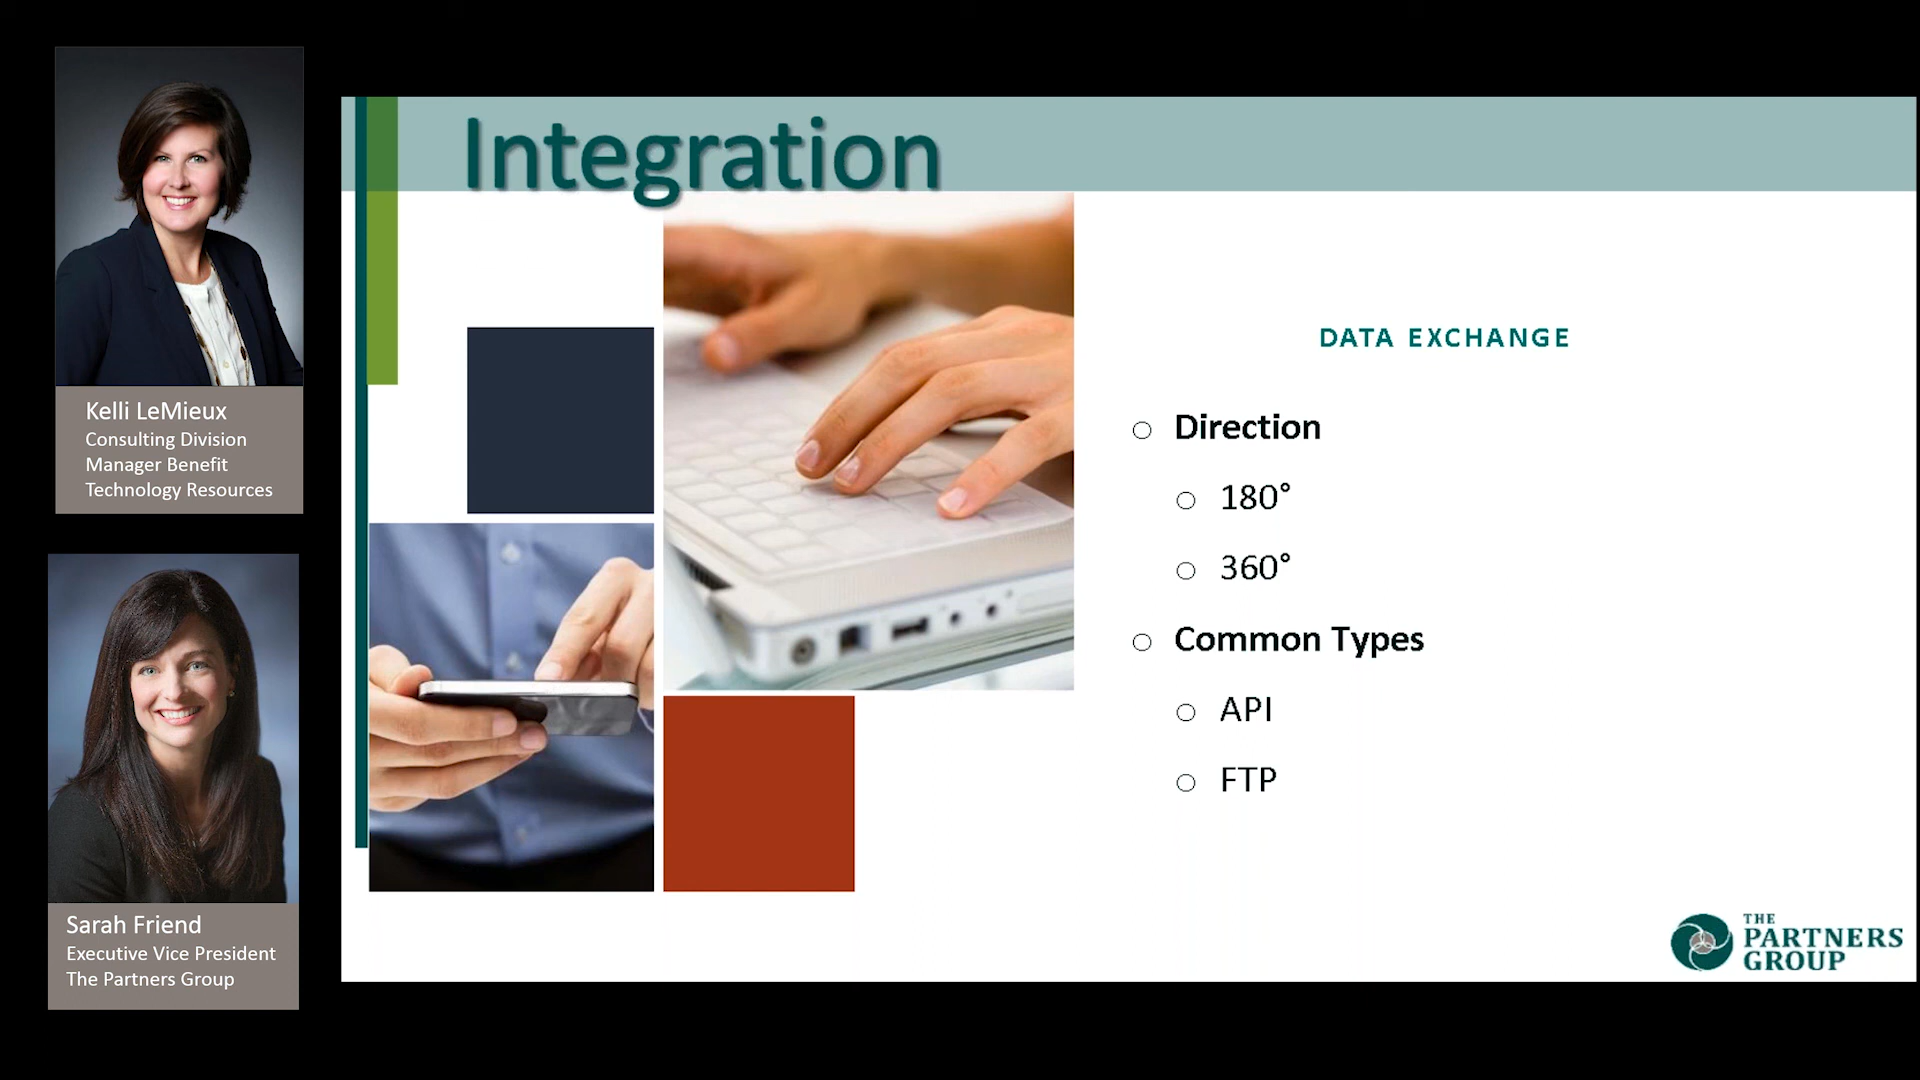 Kelli LeMieux
Consulting Division
Manager Benefit
Technology Resources
Sarah Friend
Executive Vice President
The Partners Group
Integration
DATA EXCHANGE
Direction
180°
360°
Common Types
API
FTP
THE
PARTNERS
GROUP